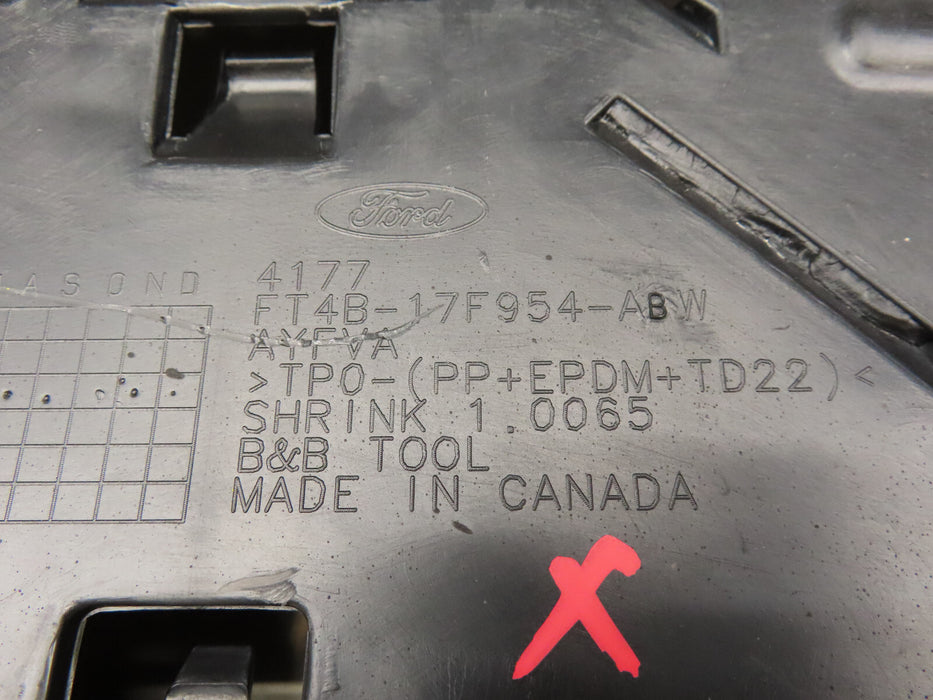 Ford
JASOND
4177
FT4B-17F954-ABW
AYFVA
>TPO-(PP+EPDM+TD22)<
SHRINK 1.0065
B&B TOOL
MADE IN CANADA